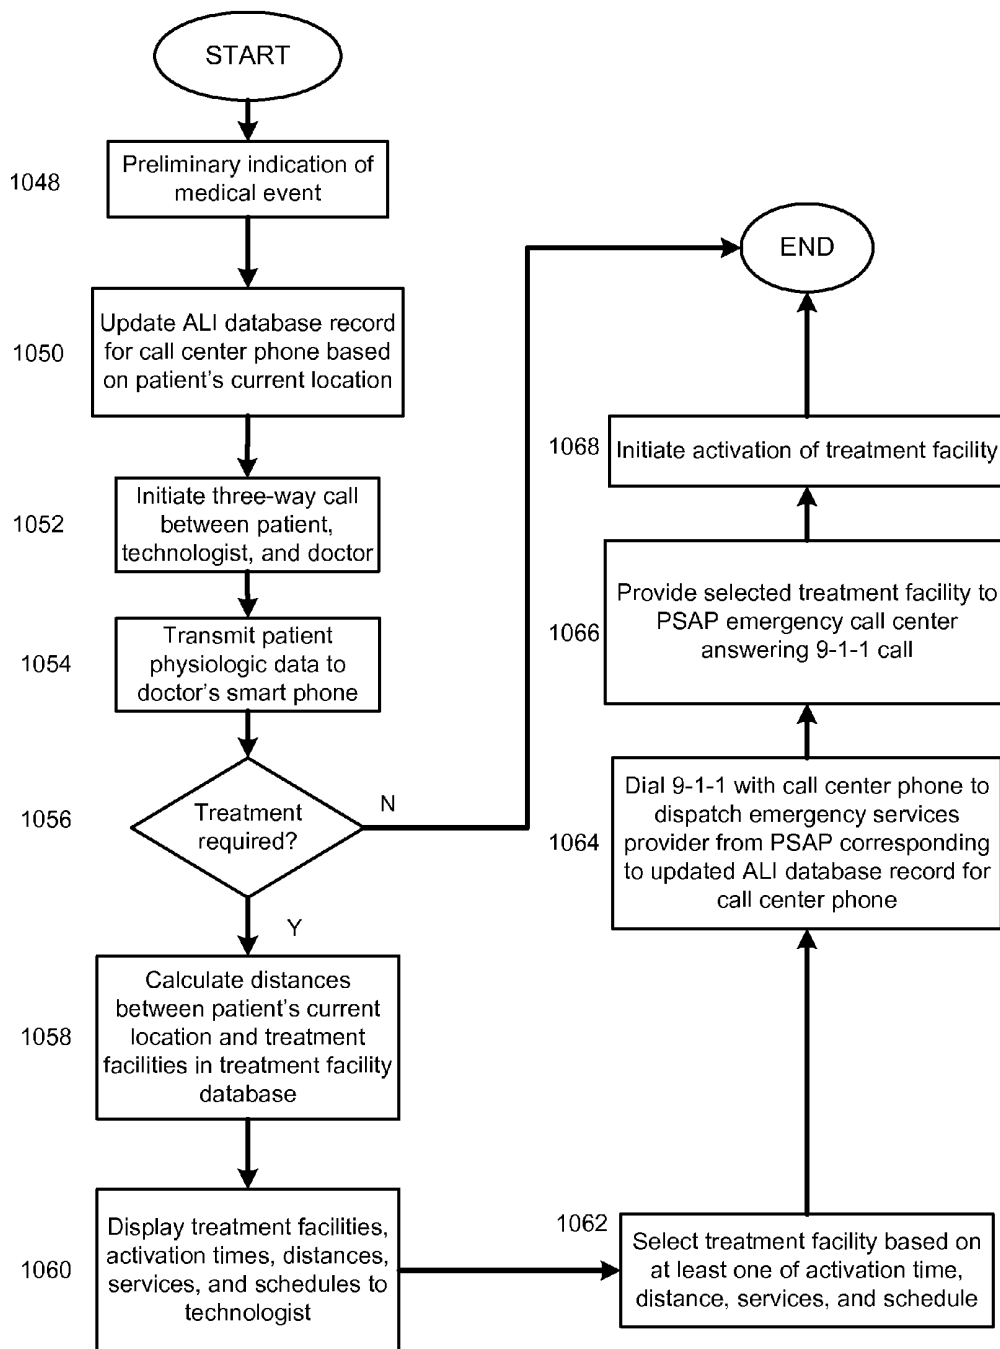 START
1048
Preliminary indication of
medical event
1050
Update ALI database record
for call center phone based
on patient's current location
1052
Initiate three-way call
between patient,
technologist, and doctor
1054
Transmit patient
physiologic data to
doctor's smart phone
1056
Treatment
required?
N
Y
1058
Calculate distances
between patient's current
location and treatment
facilities in treatment facility
database
1060
Display treatment facilities,
activation times, distances,
services, and schedules to
technologist
1062
Select treatment facility based on
at least one of activation time,
distance, services, and schedule
1064
Dial 9-1-1 with call center phone to
dispatch emergency services
provider from PSAP corresponding
to updated ALI database record for
call center phone
1066
Provide selected treatment facility to
PSAP emergency call center
answering 9-1-1 call
1068
Initiate activation of treatment facility
END